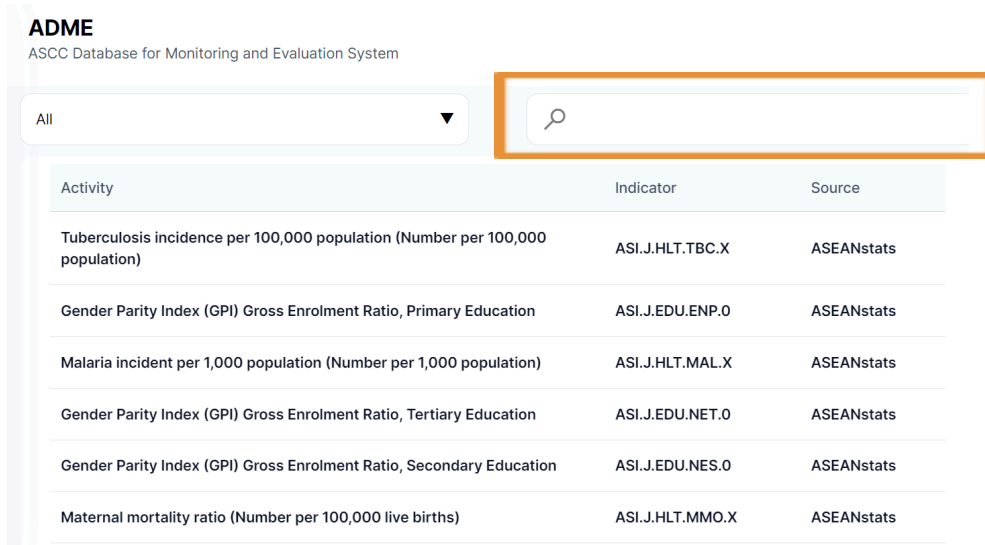 ADME
ASCC Database for Monitoring and Evaluation System
All
Activity Indicator Source
Tuberculosis incidence per 100,000 population (Number per 100,000
population) ASI.J.HLT.TBC.X ASEANstats
Gender Parity Index (GPI) Gross Enrolment Ratio, Primary Education ASI.J.EDU.ENP.0 ASEANstats
Malaria incident per 1,000 population (Number per 1,000 population) ASI.J.HLT.MAL.X ASEANstats
Gender Parity Index (GPI) Gross Enrolment Ratio, Tertiary Education ASI.J.EDU.NET.0 ASEANstats
Gender Parity Index (GPI) Gross Enrolment Ratio, Secondary Education ASI.J.EDU.NES.0 ASEANstats
Maternal mortality ratio (Number per 100,000 live births) ASI.J.HLT.MMO.X ASEANstats